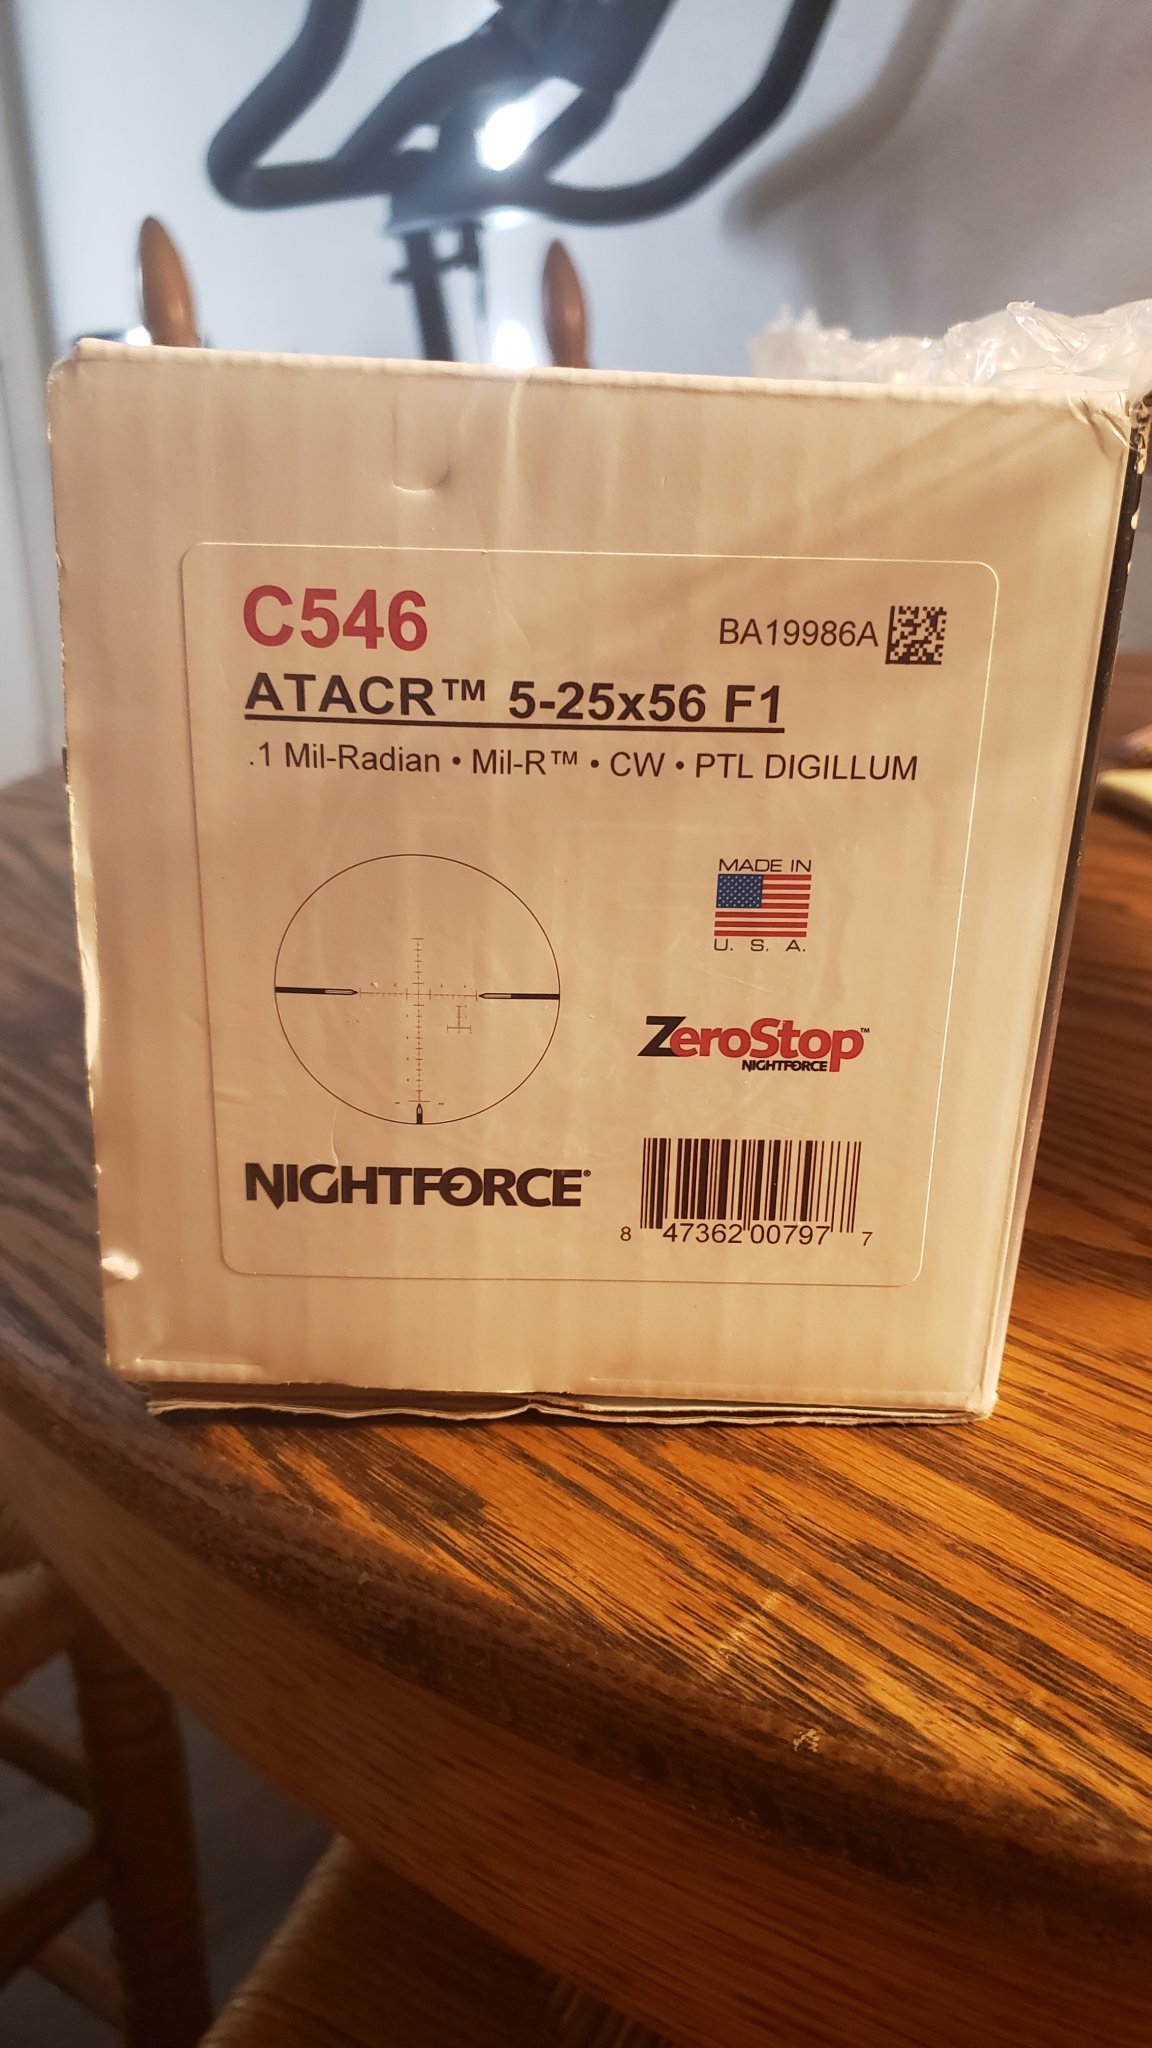 C546
BA19986A
ATACR™ 5-25x56 F1
.1 Mil-Radian • Mil-R™ • CW • PTL DIGILLUM
MADE IN
U. S. A.
ZeroStop™
NIGHTFORCE
NIGHTFORCE®
8 47362 00797 7